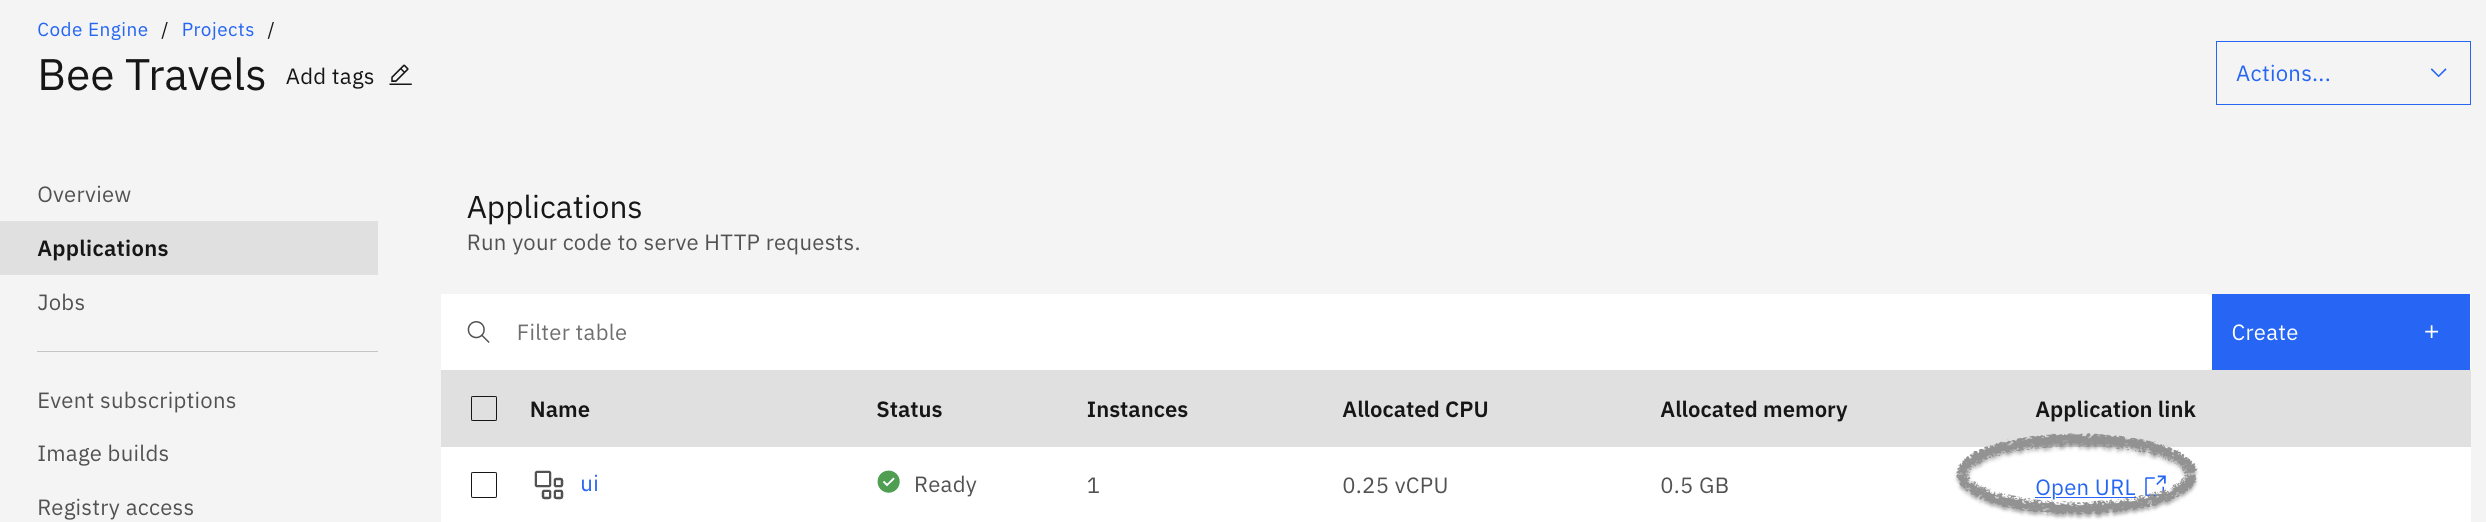 Code Engine / Projects /
Bee Travels Add tags
Actions...
Overview
Applications
Jobs
Event subscriptions
Image builds
Registry access
Applications
Run your code to serve HTTP requests.
Filter table
Create +
Name Status Instances Allocated CPU Allocated memory Application link
ui Ready 1 0.25 vCPU 0.5 GB Open URL